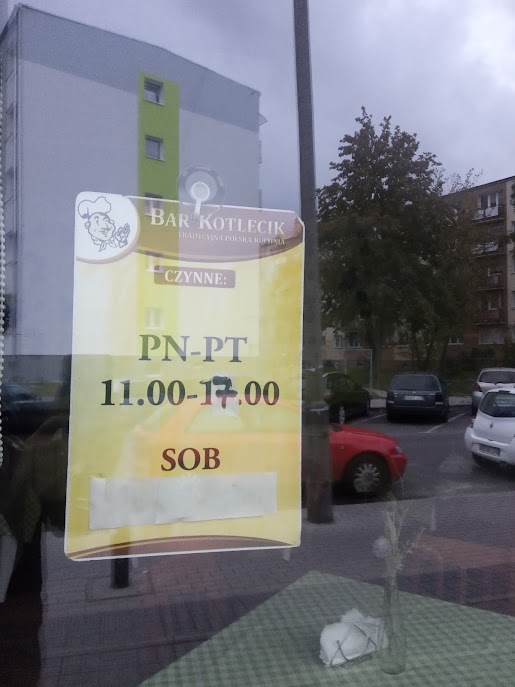 BAR KOTLECIK
TRADYCYJNA POLSKA KUCHNIA
CZYNNE:
PN-PT
11.00-17.00
SOB